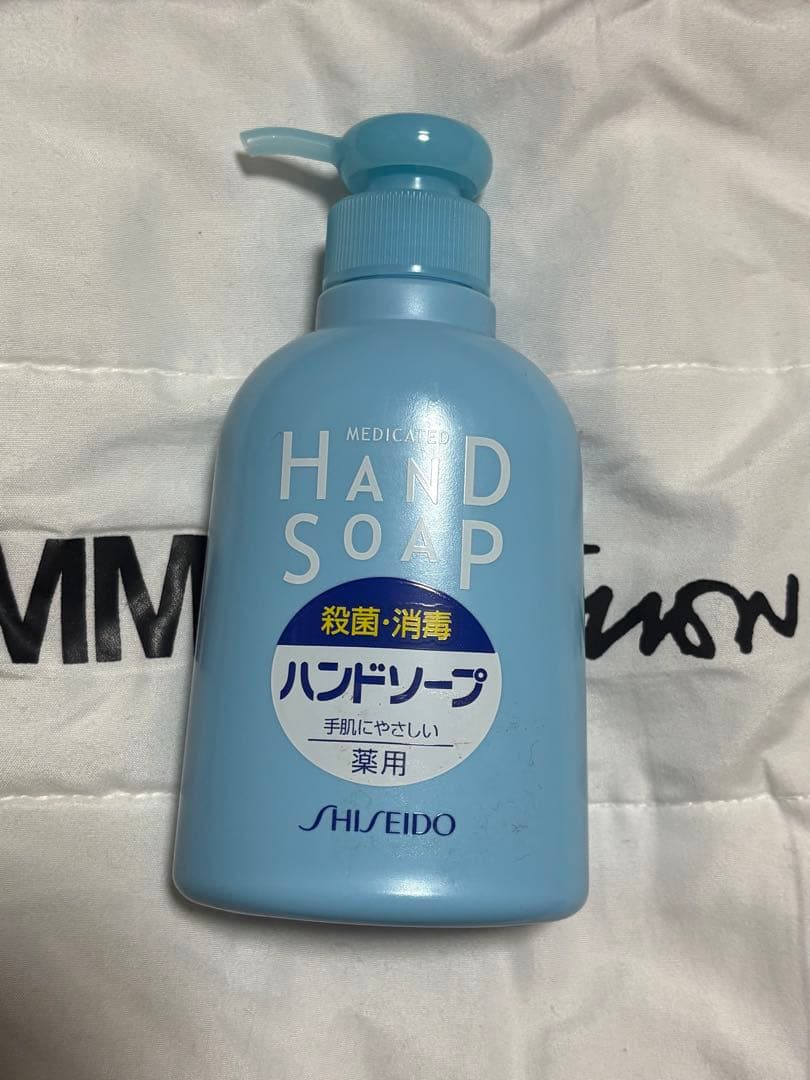 MEDICATED
HAND
SOAP
殺菌・消毒
ハンドソープ
手肌にやさしい
薬用
SHISEIDO
MM